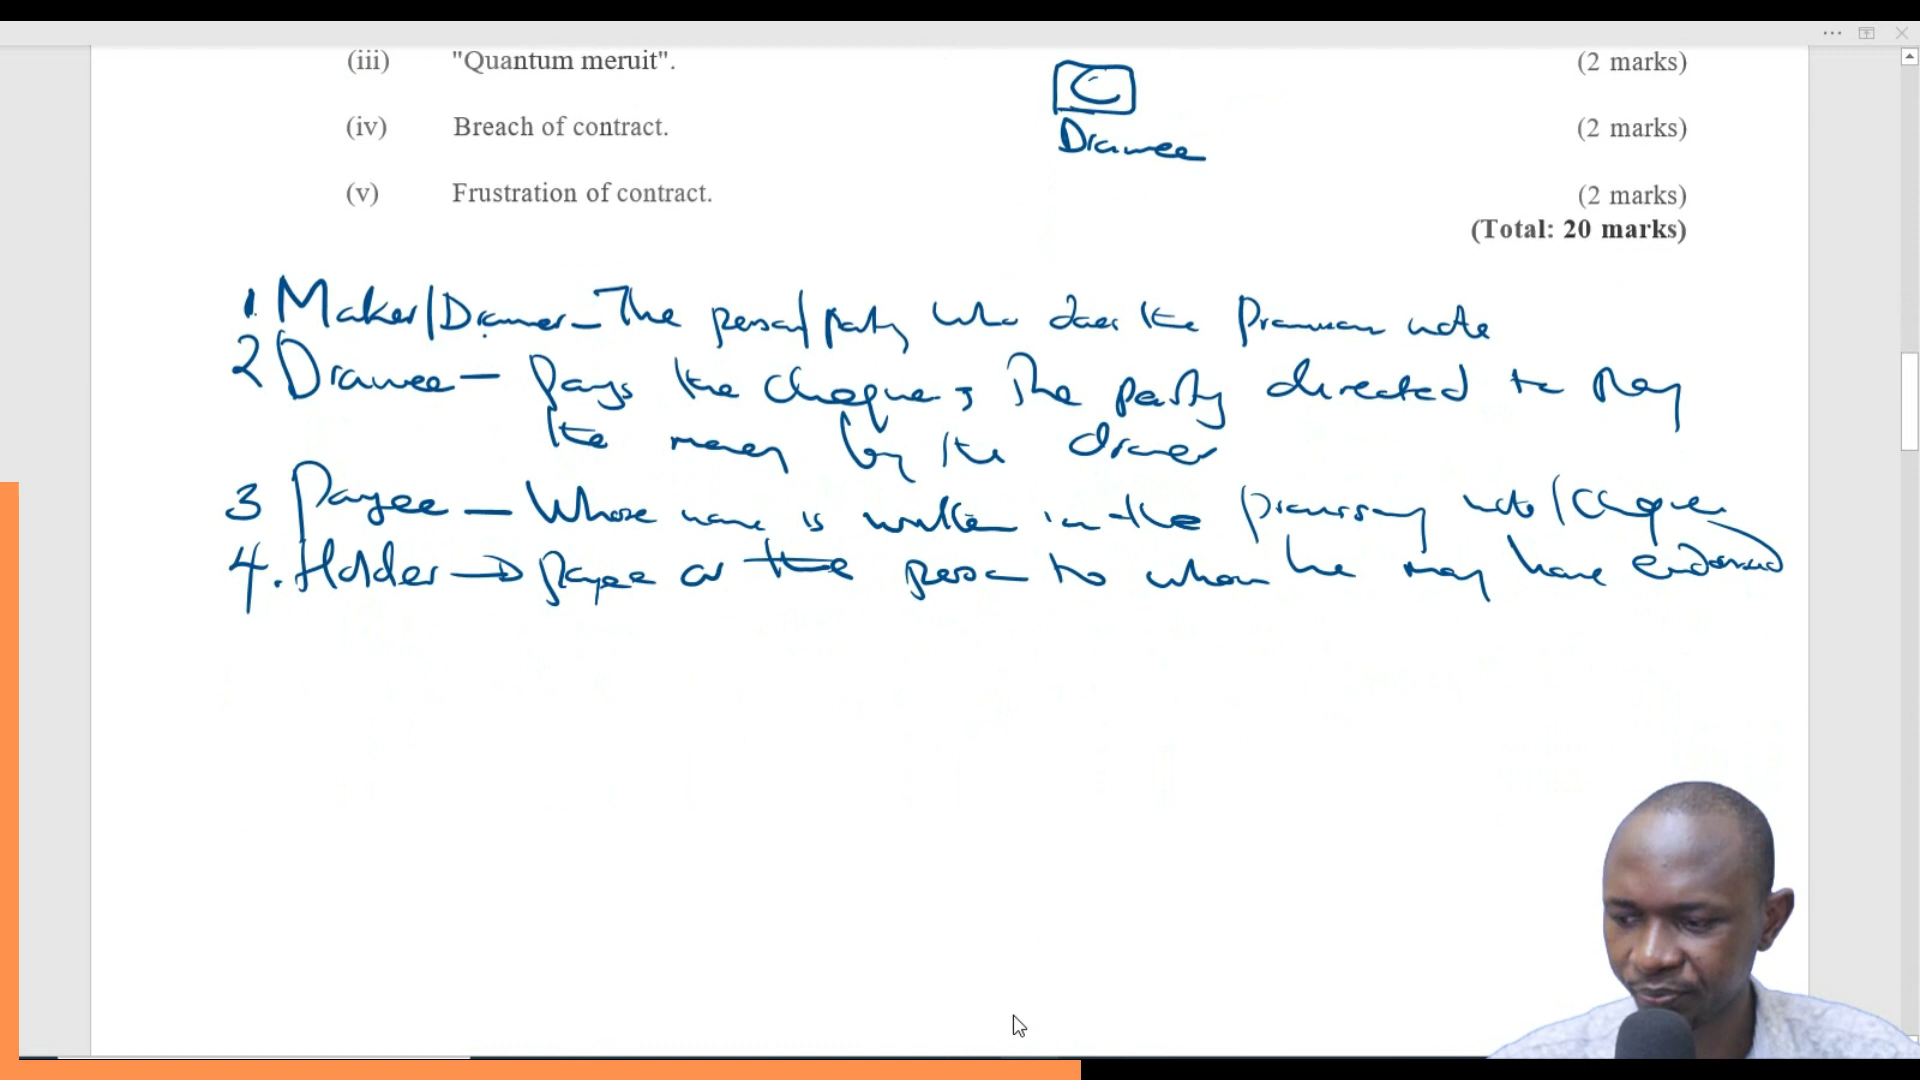 (iii) "Quantum meruit". (2 marks)
C
Drawee
(iv) Breach of contract. (2 marks)
(v) Frustration of contract. (2 marks)
(Total: 20 marks)
1. Maker/Drawer - The person/party who does the Promissory note
2 Drawee - Pays the cheque, The party directed to pay
the money by the drawer
3 Payee - Whose name is written in the promissory note/Cheque
4. Holder → payee or the person to whom he may have endorsed